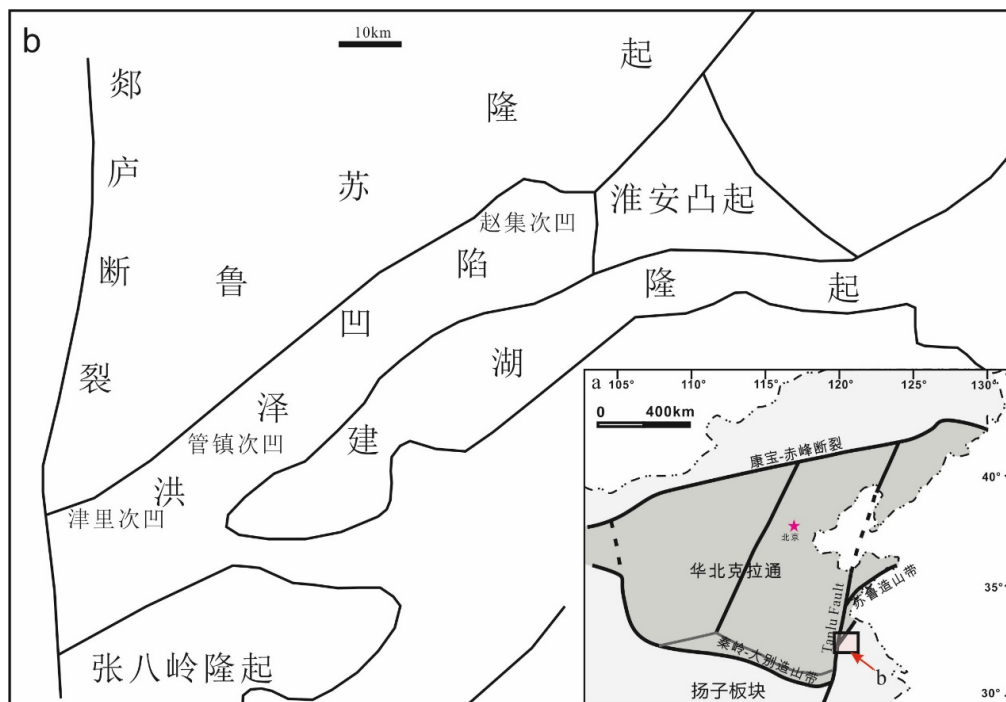 b
10km
郯庐断裂
苏鲁隆起
淮安凸起
赵集次凹
洪泽凹陷
建湖隆起
管镇次凹
津里次凹
张八岭隆起
a
105°
110°
115°
120°
125°
130°
0
400km
康宝-赤峰断裂
40°
北京
华北克拉通
35°
Tanlu Fault
苏鲁造山带
秦岭-大别造山带
b
扬子板块
30°